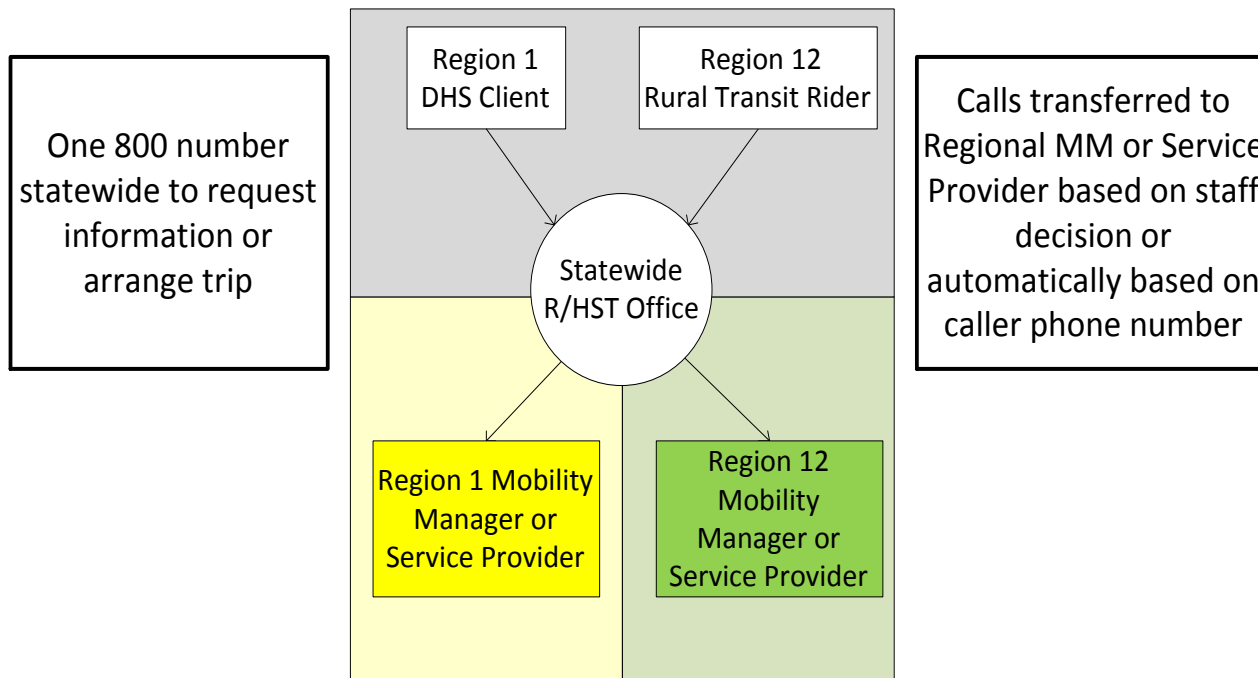 Region 1
DHS Client
Region 12
Rural Transit Rider
One 800 number
statewide to request
information or
arrange trip
Calls transferred to
Regional MM or Service
Provider based on staff
decision or
automatically based on
caller phone number
Statewide
R/HST Office
Region 1 Mobility
Manager or
Service Provider
Region 12
Mobility
Manager or
Service Provider